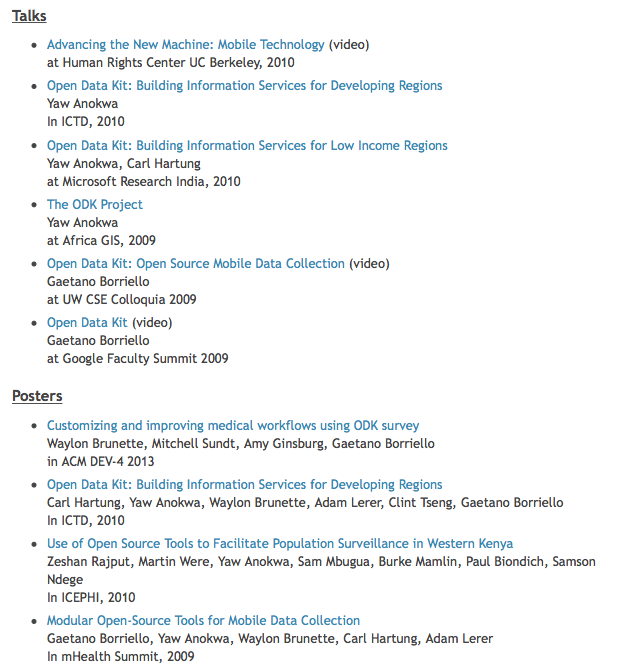 Talks
Advancing the New Machine: Mobile Technology (video)
at Human Rights Center UC Berkeley, 2010
Open Data Kit: Building Information Services for Developing Regions
Yaw Anokwa
In ICTD, 2010
Open Data Kit: Building Information Services for Low Income Regions
Yaw Anokwa, Carl Hartung
at Microsoft Research India, 2010
The ODK Project
Yaw Anokwa
at Africa GIS, 2009
Open Data Kit: Open Source Mobile Data Collection (video)
Gaetano Borriello
at UW CSE Colloquia 2009
Open Data Kit (video)
Gaetano Borriello
at Google Faculty Summit 2009
Posters
Customizing and improving medical workflows using ODK survey
Waylon Brunette, Mitchell Sundt, Amy Ginsburg, Gaetano Borriello
in ACM DEV-4 2013
Open Data Kit: Building Information Services for Developing Regions
Carl Hartung, Yaw Anokwa, Waylon Brunette, Adam Lerer, Clint Tseng, Gaetano Borriello
In ICTD, 2010
Use of Open Source Tools to Facilitate Population Surveillance in Western Kenya
Zeshan Rajput, Martin Were, Yaw Anokwa, Sam Mbugua, Burke Mamlin, Paul Biondich, Samson
Ndege
In ICEPHI, 2010
Modular Open-Source Tools for Mobile Data Collection
Gaetano Borriello, Yaw Anokwa, Waylon Brunette, Carl Hartung, Adam Lerer
In mHealth Summit, 2009